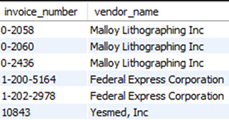 invoice_number vendor_name
0-2058 Malloy Lithographing Inc
0-2060 Malloy Lithographing Inc
0-2436 Malloy Lithographing Inc
1-200-5164 Federal Express Corporation
1-202-2978 Federal Express Corporation
10843 Yesmed, Inc